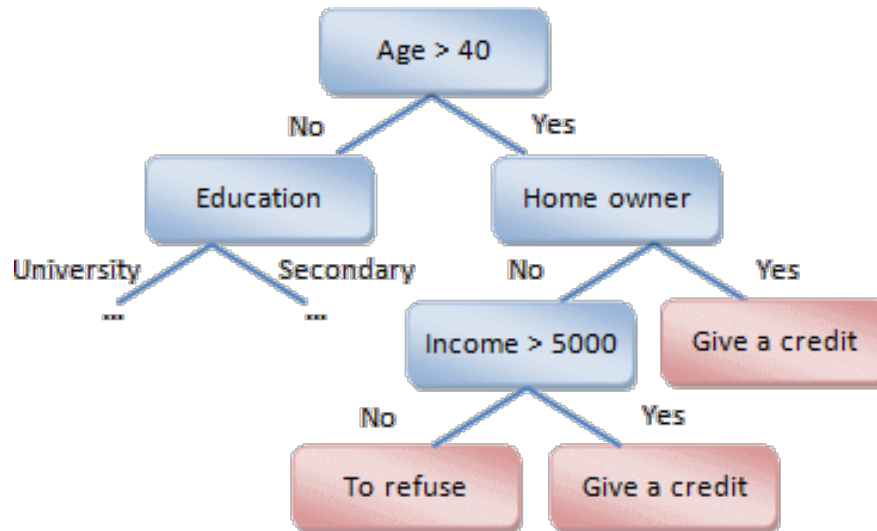 Age > 40
No
Yes
Education
Home owner
University
Secondary
No
Yes
...
...
Income > 5000
Give a credit
No
Yes
To refuse
Give a credit